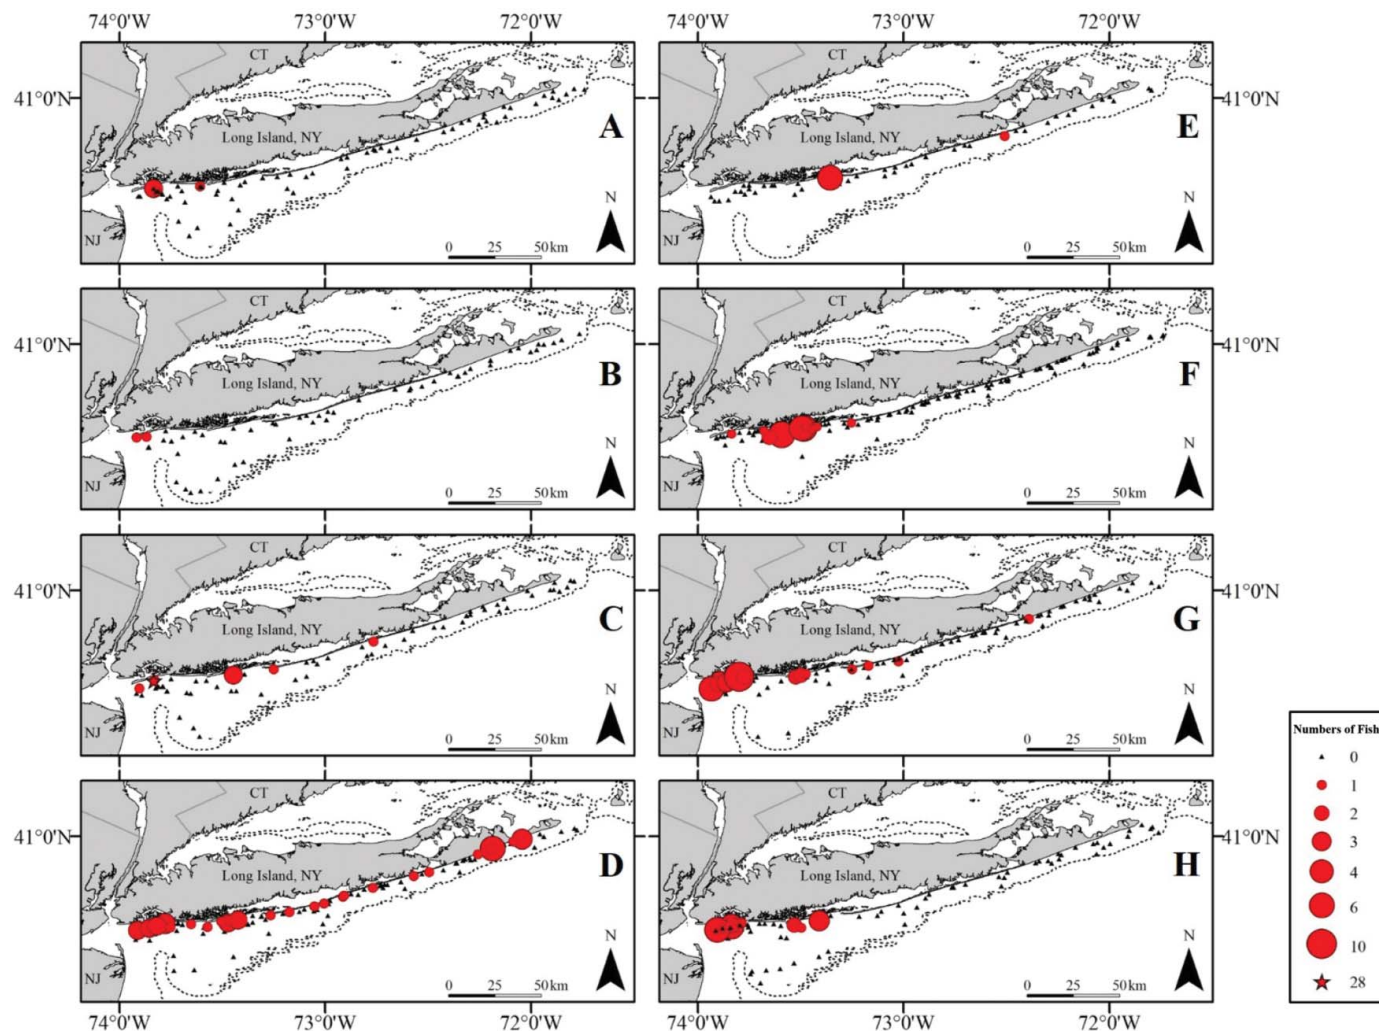 74°0'W 73°0'W 72°0'W 74°0'W 73°0'W 72°0'W
41°0'N CT Long Island, NY NJ A N 0 25 50km
CT Long Island, NY NJ E N 0 25 50km 41°0'N
41°0'N CT Long Island, NY NJ B N 0 25 50km
CT Long Island, NY NJ F N 0 25 50km 41°0'N
41°0'N CT Long Island, NY NJ C N 0 25 50km
CT Long Island, NY NJ G N 0 25 50km 41°0'N
41°0'N CT Long Island, NY NJ D N 0 25 50km
CT Long Island, NY NJ H N 0 25 50km 41°0'N
74°0'W 73°0'W 72°0'W 74°0'W 73°0'W 72°0'W
Numbers of Fish
0
1
2
3
4
6
10
28